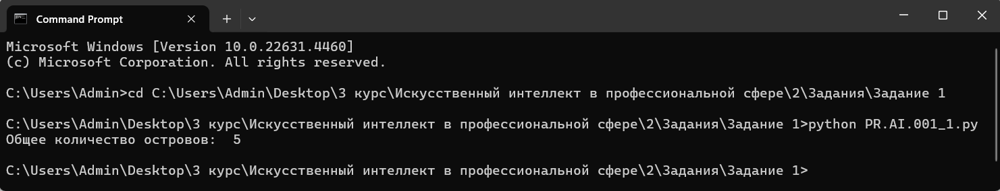 Command Prompt
Microsoft Windows [Version 10.0.22631.4460]
(c) Microsoft Corporation. All rights reserved.
C:\Users\Admin>cd C:\Users\Admin\Desktop\3 курс\Искусственный интеллект в профессиональной сфере\2\Задания\Задание 1
C:\Users\Admin\Desktop\3 курс\Искусственный интеллект в профессиональной сфере\2\Задания\Задание 1>python PR.AI.001_1.py
Общее количество островов:  5
C:\Users\Admin\Desktop\3 курс\Искусственный интеллект в профессиональной сфере\2\Задания\Задание 1>